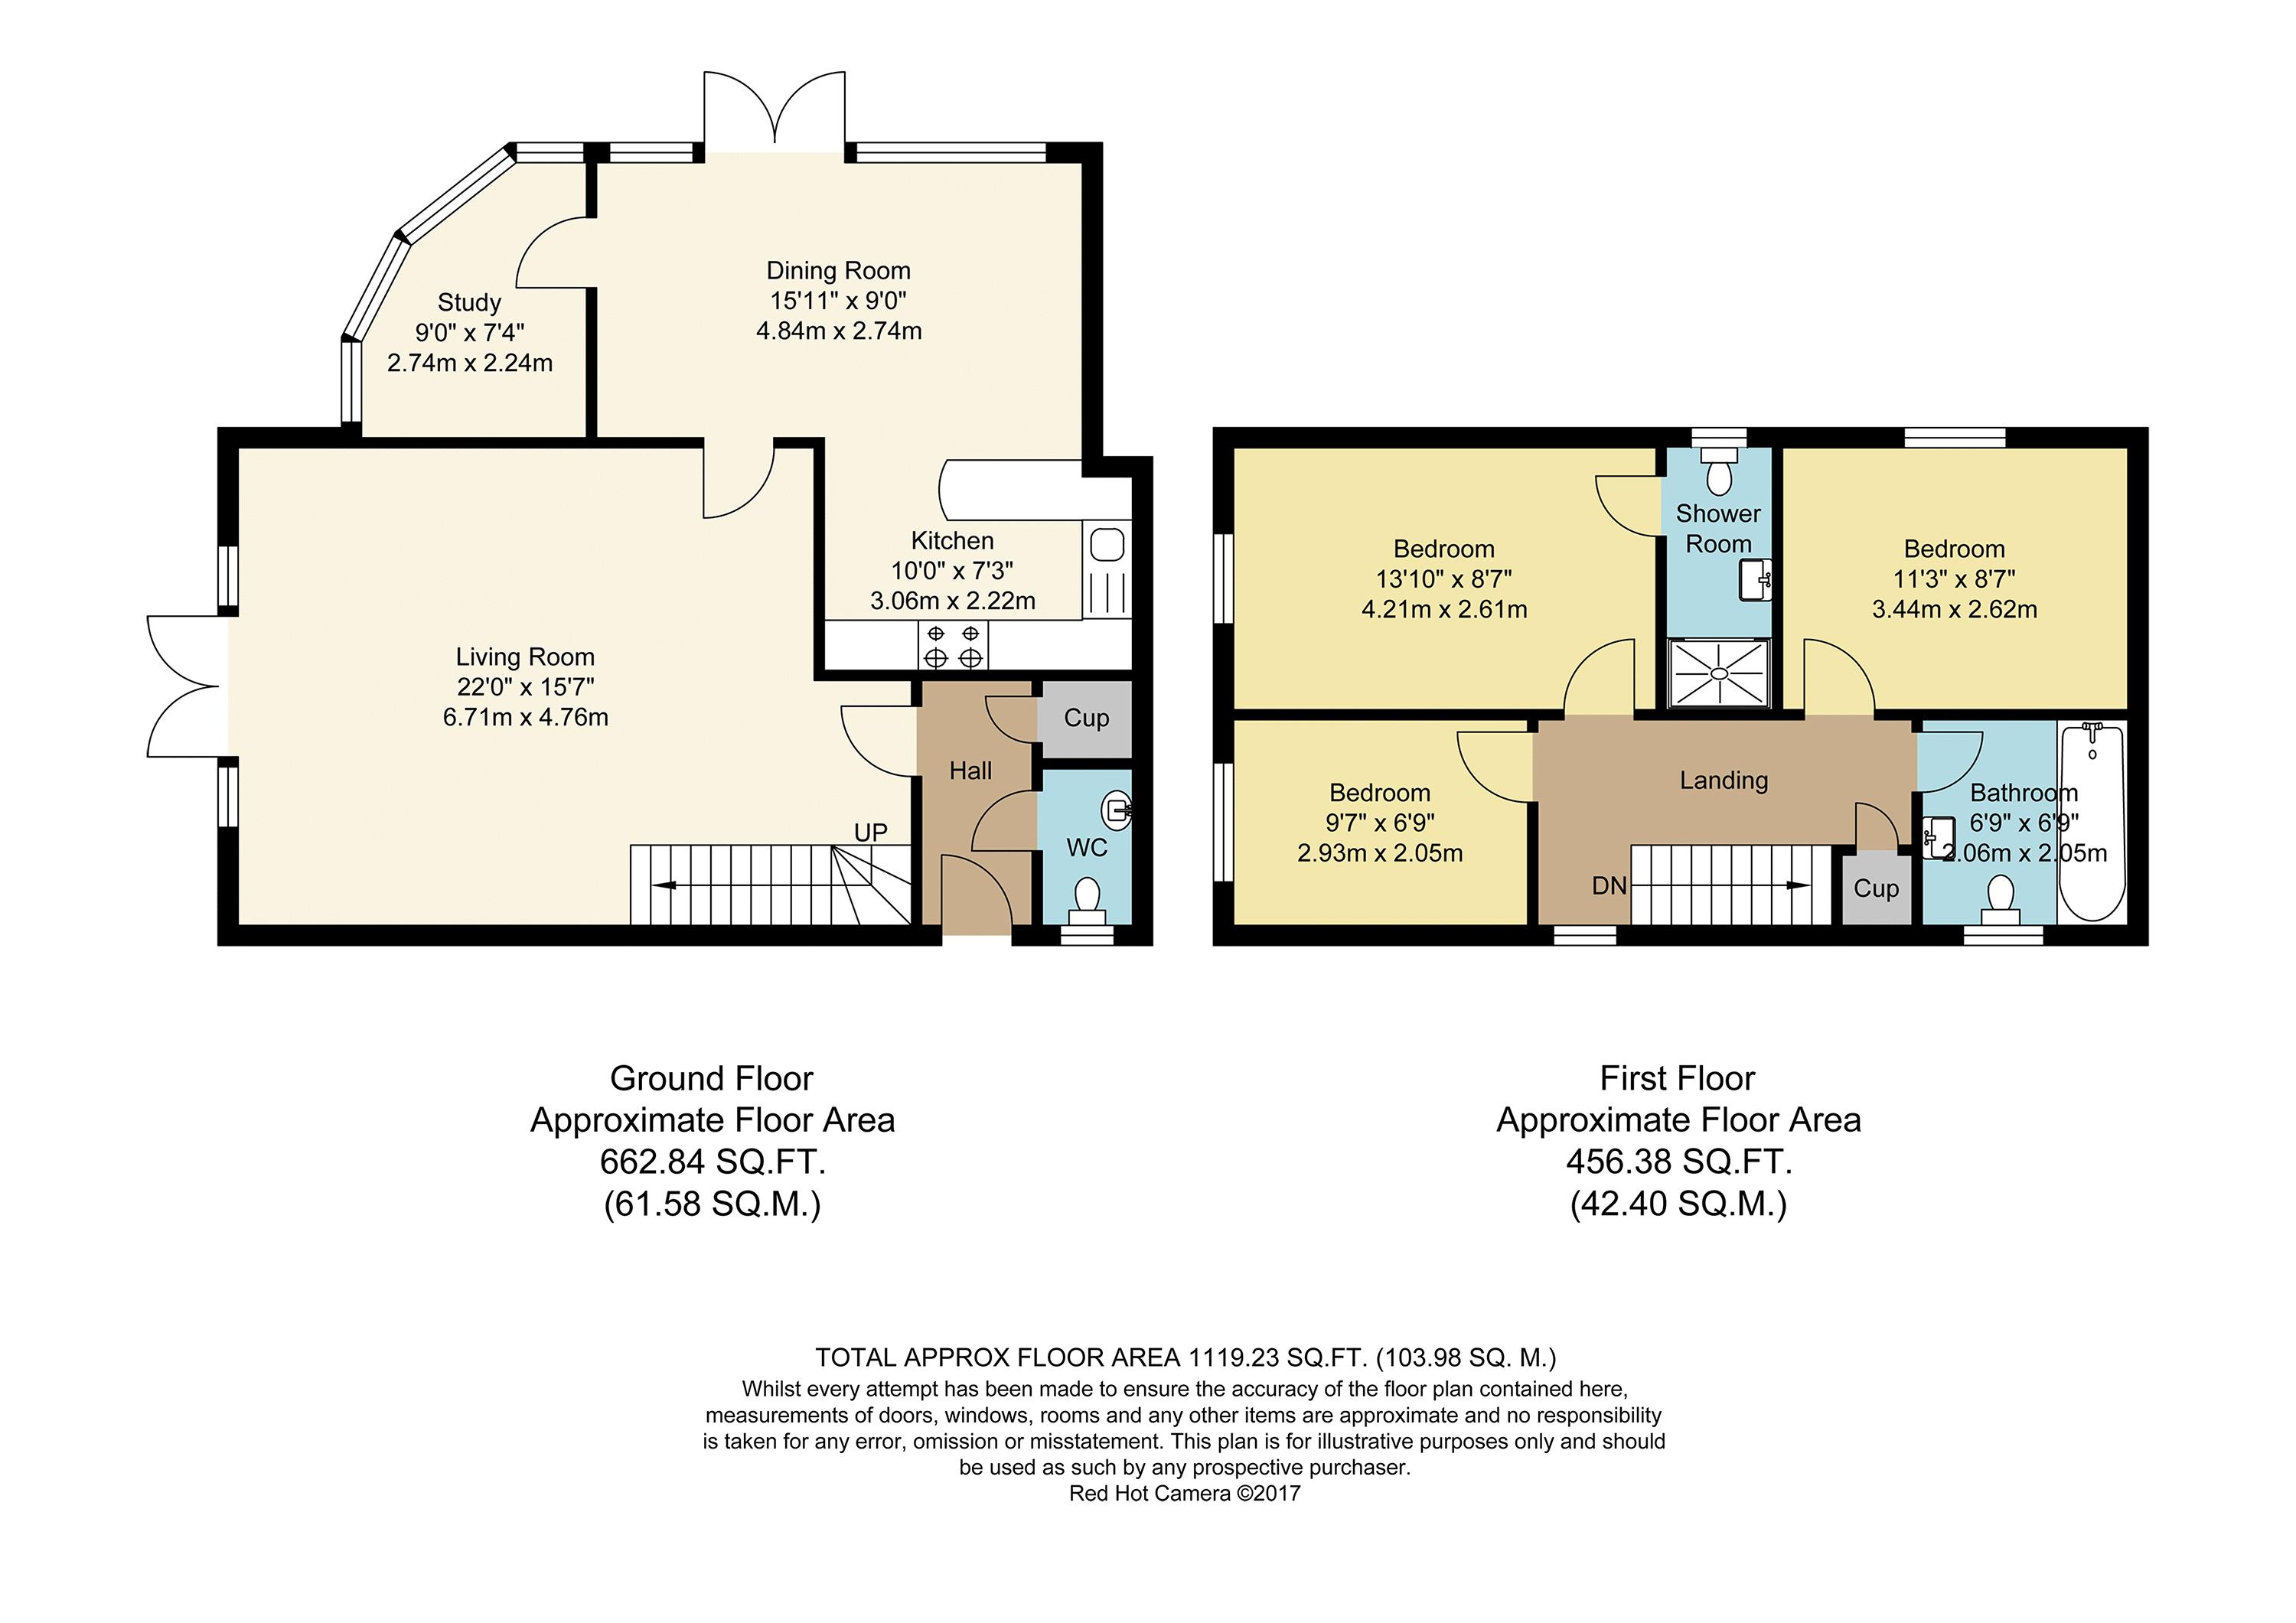 Dining Room
15'11" x 9'0"
4.84m x 2.74m
Study
9'0" x 7'4"
2.74m x 2.24m
Kitchen
10'0" x 7'3"
3.06m x 2.22m
Living Room
22'0" x 15'7"
6.71m x 4.76m
Cup
Hall
UP
WC
Shower
Room
Bedroom
13'10" x 8'7"
4.21m x 2.61m
Bedroom
11'3" x 8'7"
3.44m x 2.62m
Landing
Bedroom
9'7" x 6'9"
2.93m x 2.05m
Bathroom
6'9" x 6'9"
2.06m x 2.05m
DN
Cup
Ground Floor
Approximate Floor Area
662.84 SQ.FT.
(61.58 SQ.M.)
First Floor
Approximate Floor Area
456.38 SQ.FT.
(42.40 SQ.M.)
TOTAL APPROX FLOOR AREA 1119.23 SQ.FT. (103.98 SQ. M.)
Whilst every attempt has been made to ensure the accuracy of the floor plan contained here,
measurements of doors, windows, rooms and any other items are approximate and no responsibility
is taken for any error, omission or misstatement. This plan is for illustrative purposes only and should
be used as such by any prospective purchaser.
Red Hot Camera ©2017